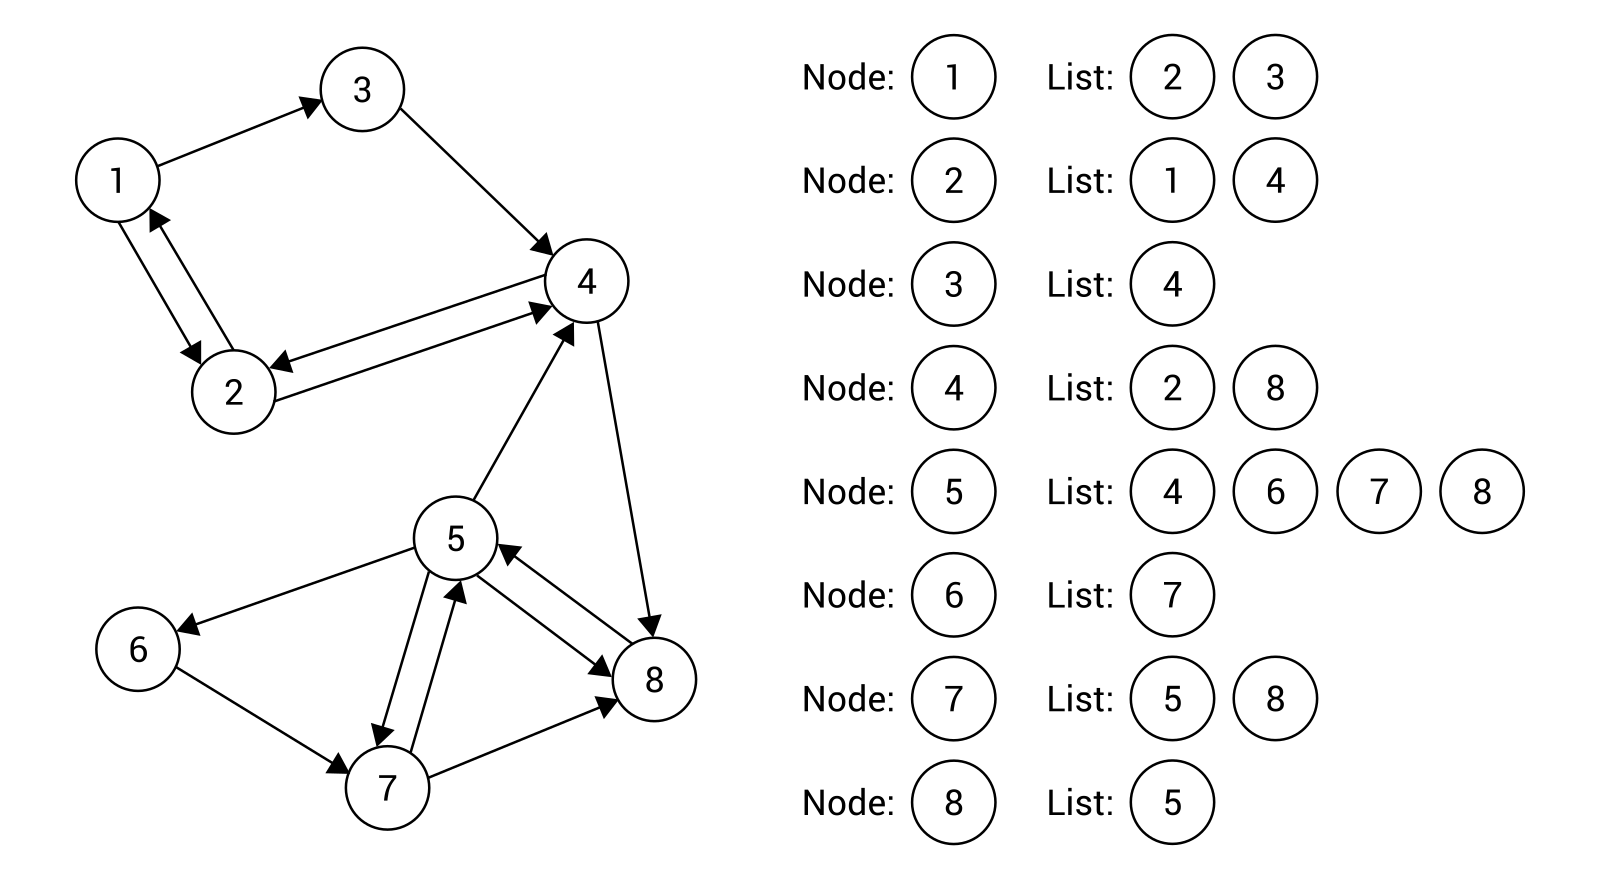 3
1
4
2
5
6
8
7
Node: 1 List: 2 3
Node: 2 List: 1 4
Node: 3 List: 4
Node: 4 List: 2 8
Node: 5 List: 4 6 7 8
Node: 6 List: 7
Node: 7 List: 5 8
Node: 8 List: 5